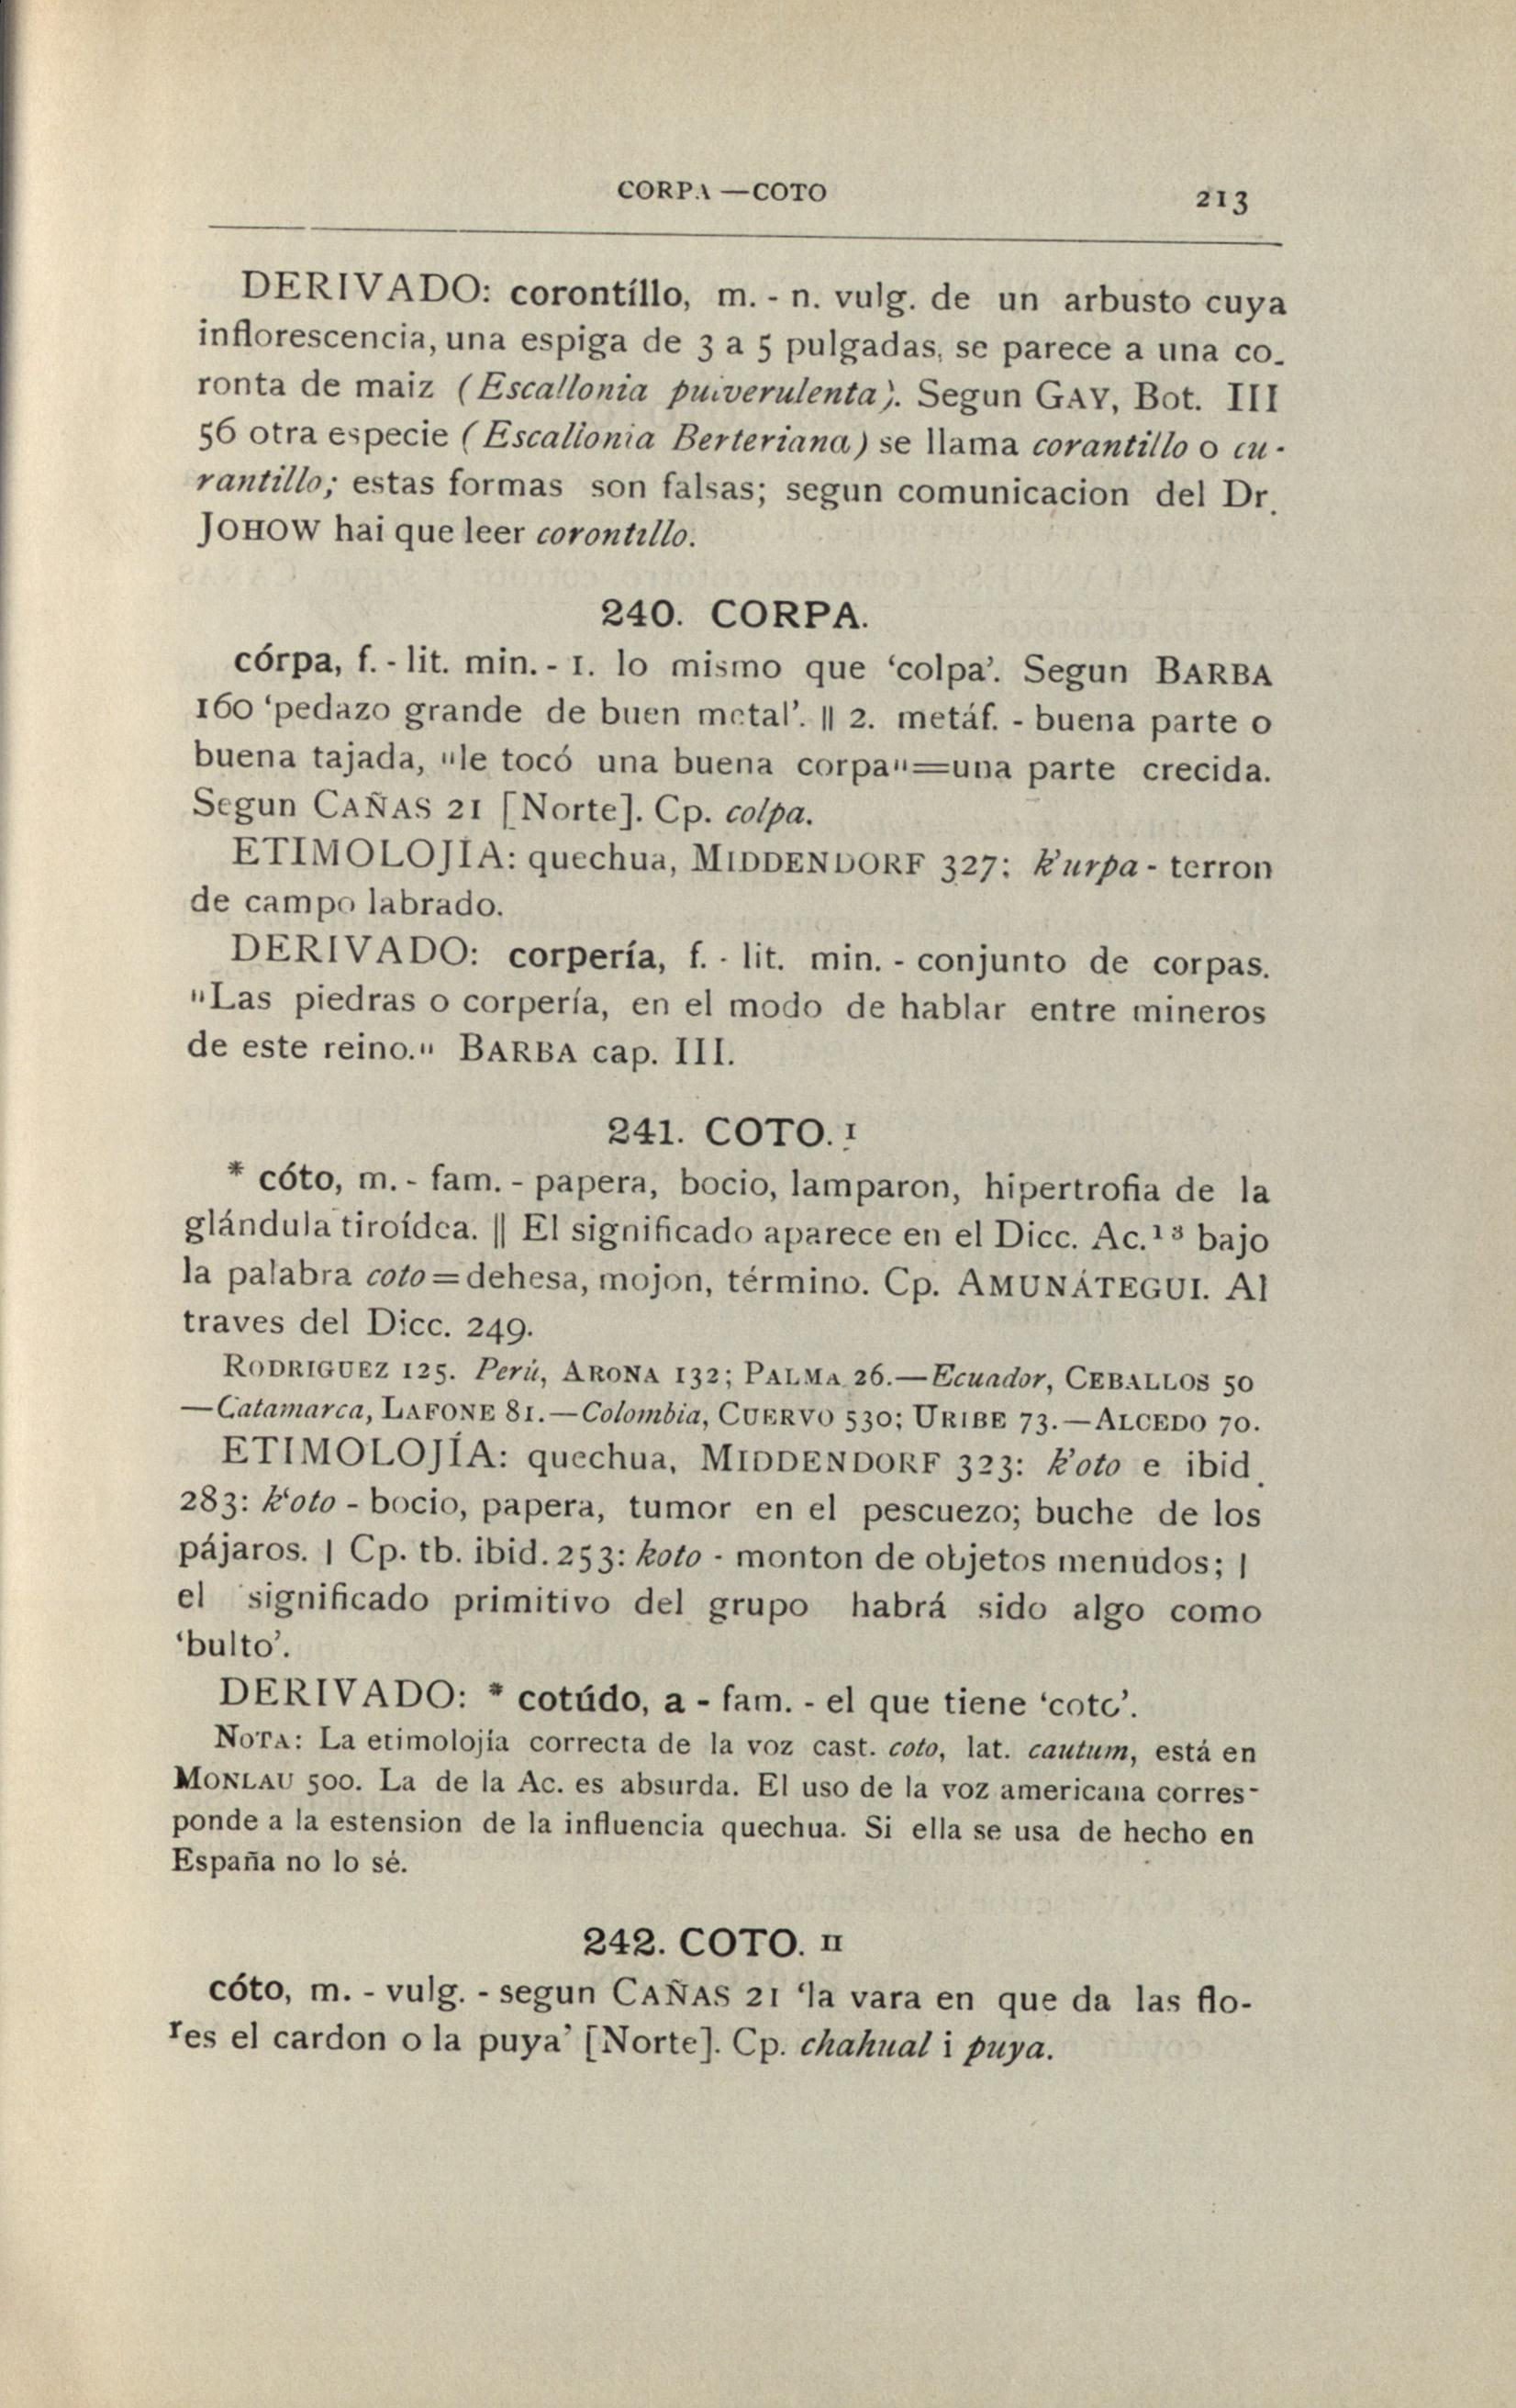 CORPA—COTO
213
DERIVADO: corontíllo, m. - n. vulg. de un arbusto cuya
inflorescencia, una espiga de 3 a 5 pulgadas, se parece a una co-
ronta de maiz (Escallonia pulverulenta). Segun GAY, Bot. III
56 otra especie (Escallonia Berteriana) se llama corantillo o cu-
rantillo; estas formas son falsas; segun comunicacion del Dr.
JOHOW hai que leer corontillo.
240. CORPA.
córpa, f. - lit. min. - 1. lo mismo que ‘colpa’. Segun BARBA
160 ‘pedazo grande de buen metal’. || 2. metáf. - buena parte o
buena tajada, "le tocó una buena corpa"=una parte crecida.
Segun CAÑAS 21 [Norte]. Cp. colpa.
ETIMOLOJÍA: quechua, MIDDENDORF 327: k’urpa - terron
de campo labrado.
DERIVADO: corpería, f. - lit. min. - conjunto de corpas.
"Las piedras o corpería, en el modo de hablar entre mineros
de este reino." BARBA cap. III.
241. COTO. I
* cóto, m. - fam. - papera, bocio, lamparon, hipertrofia de la
glándula tiroídea. || El significado aparece en el Dicc. Ac.¹³ bajo
la palabra coto=dehesa, mojon, término. Cp. AMUNÁTEGUI. Al
traves del Dicc. 249.
RODRIGUEZ 125. Perú, ARONA 132; PALMA 26.—Ecuador, CEBALLOS 50
—Catamarca, LAFONE 81.—Colombia, CUERVO 530; URIBE 73.—ALCEDO 70.
ETIMOLOJÍA: quechua, MIDDENDORF 323: k’oto e ibid.
283: k‘oto - bocio, papera, tumor en el pescuezo; buche de los
pájaros. | Cp. tb. ibid. 253: koto - monton de objetos menudos; |
el significado primitivo del grupo habrá sido algo como
‘bulto’.
DERIVADO: * cotúdo, a - fam. - el que tiene ‘coto’.
NOTA: La etimolojía correcta de la voz cast. coto, lat. cautum, está en
MONLAU 500. La de la Ac. es absurda. El uso de la voz americana corres-
ponde a la estension de la influencia quechua. Si ella se usa de hecho en
España no lo sé.
242. COTO. II
cóto, m. - vulg. - segun CAÑAS 21 ‘la vara en que da las flo-
res el cardon o la puya’ [Norte]. Cp. chahual i puya.